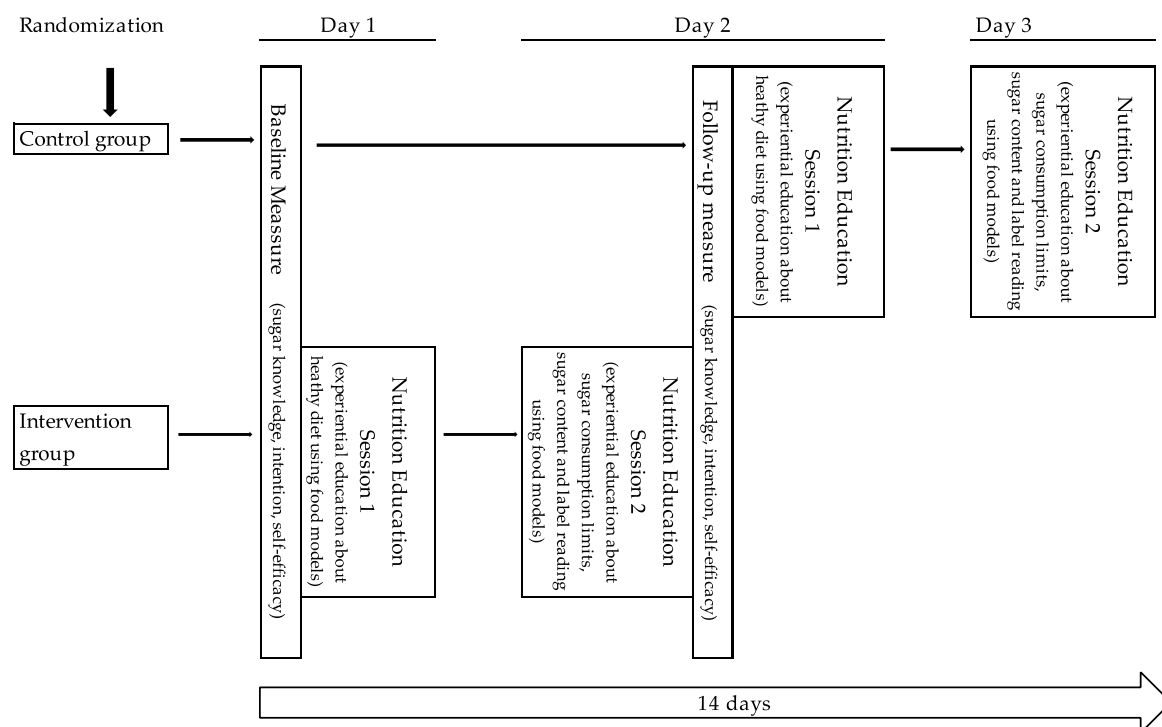 Randomization
Day 1
Day 2
Day 3
Control group
Intervention
group
Baseline Meassure (sugar knowledge, intention, self-efficacy)
Nutrition Education
Session 1
(experiential education about
heathy diet using food models)
Nutrition Education
Session 2
(experiential education about
sugar consumption limits,
sugar content and label reading
using food models)
Follow-up measure (sugar knowledge, intention, self-efficacy)
Nutrition Education
Session 1
(experiential education about
heathy diet using food models)
Nutrition Education
Session 2
(experiential education about
sugar consumption limits,
sugar content and label reading
using food models)
14 days